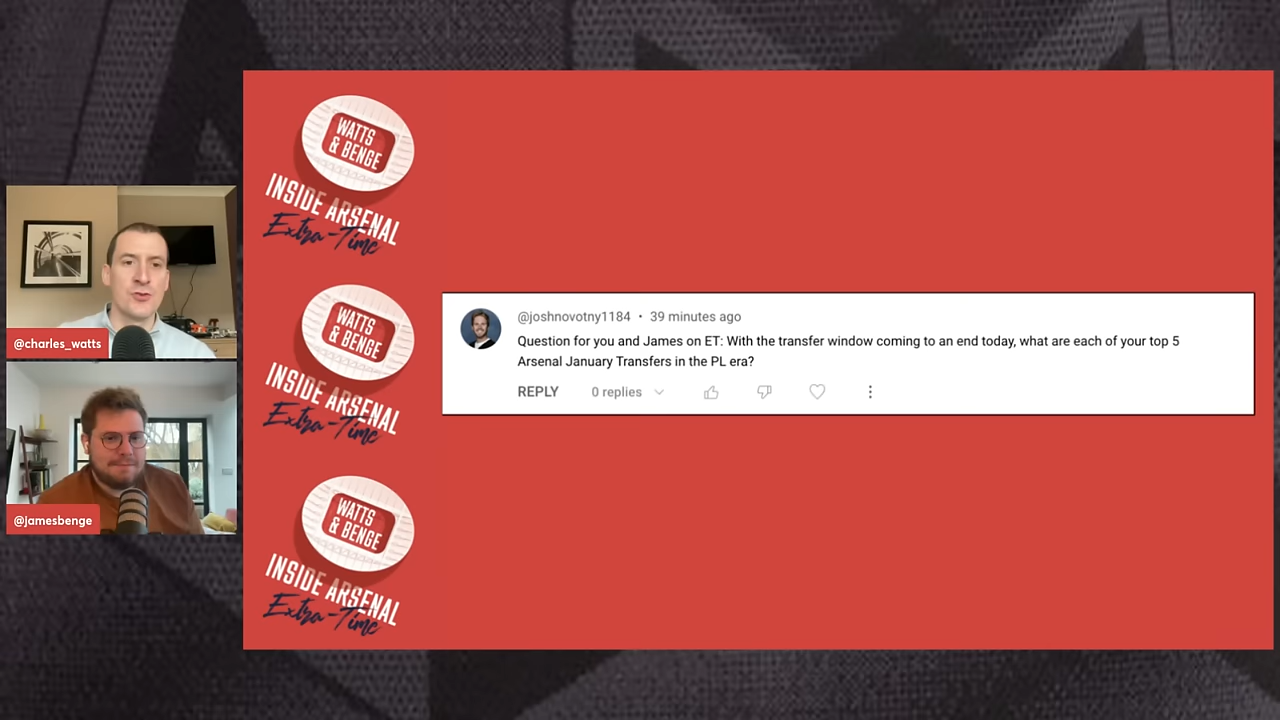 WATTS
& BENGE
INSIDE ARSENAL
Extra-Time
WATTS
& BENGE
INSIDE ARSENAL
Extra-Time
WATTS
& BENGE
INSIDE ARSENAL
Extra-Time
@charles_watts
@jamesbenge
@joshnovotny1184 • 39 minutes ago
Question for you and James on ET: With the transfer window coming to an end today, what are each of your top 5
Arsenal January Transfers in the PL era?
REPLY 0 replies